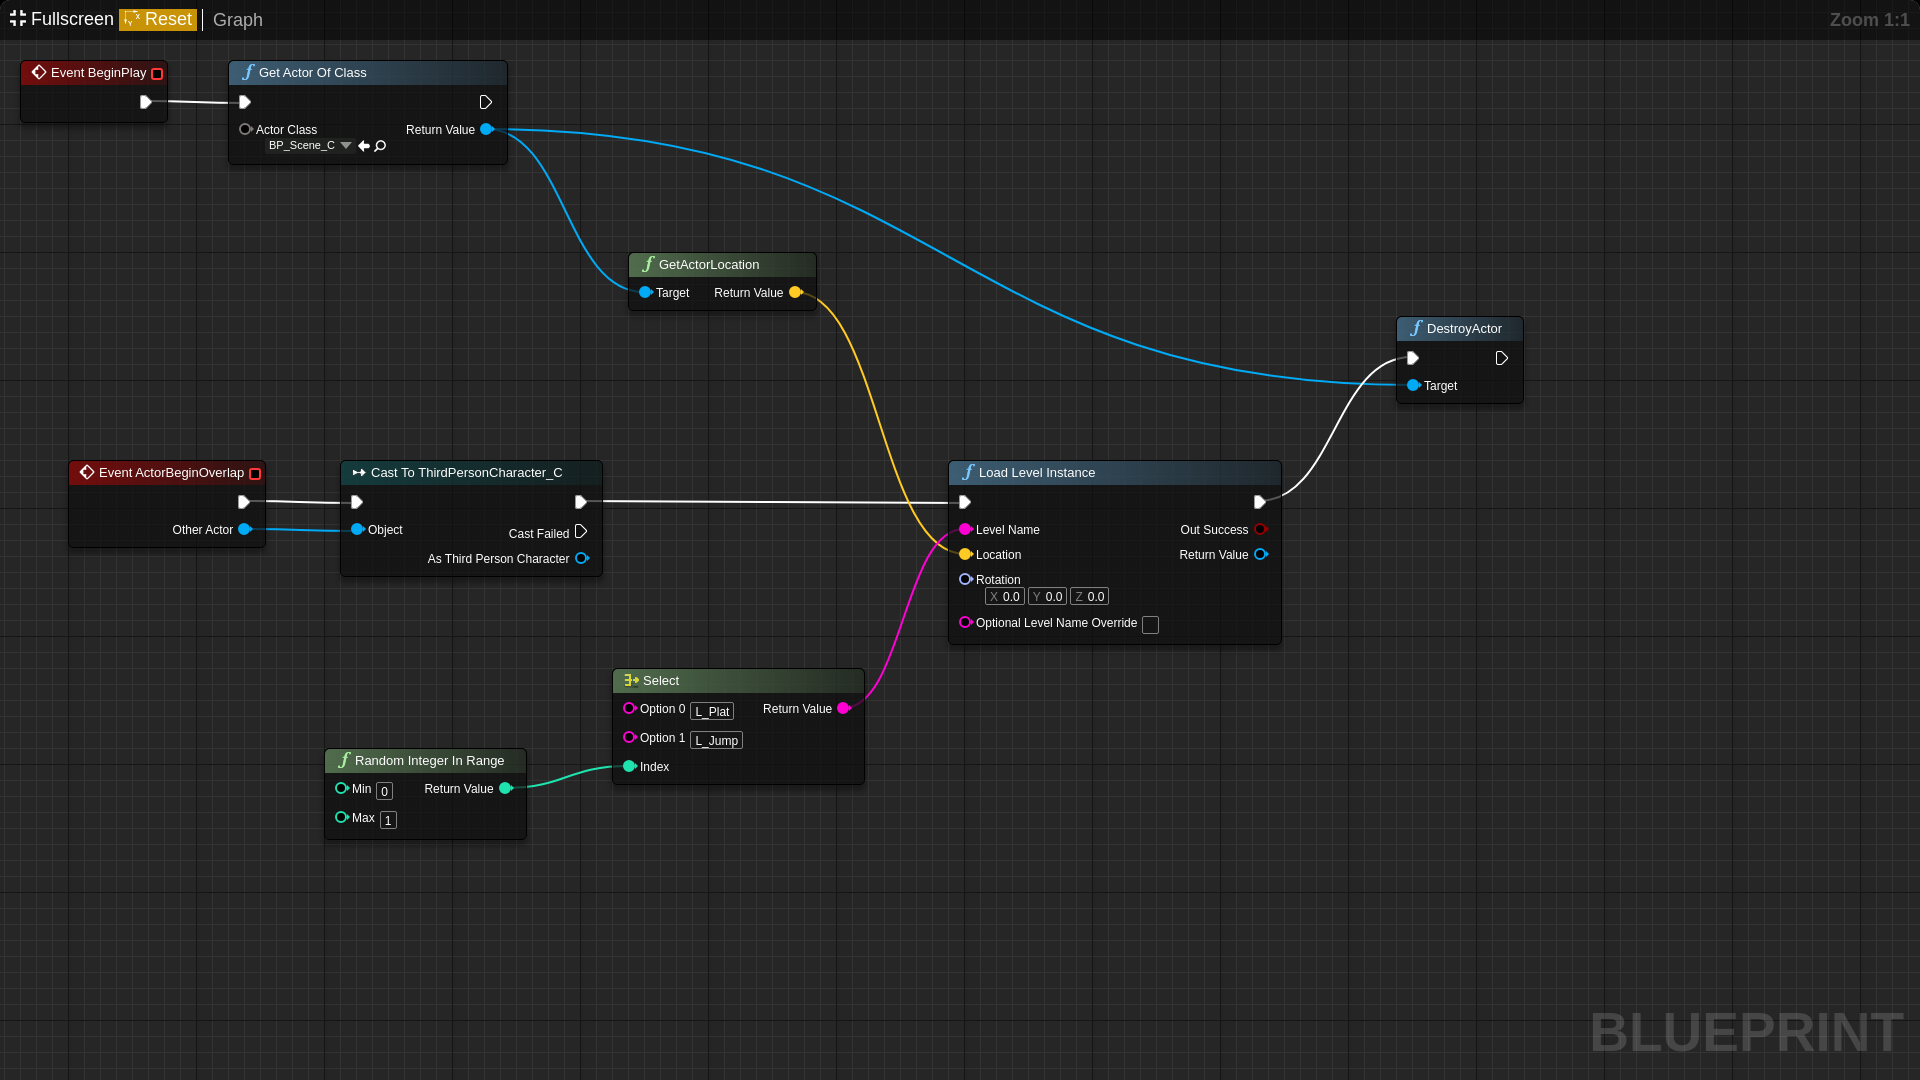 Fullscreen Reset Graph Zoom 1:1
Event BeginPlay
Get Actor Of Class
Actor Class Return Value
BP_Scene_C
GetActorLocation
Target Return Value
DestroyActor
Target
Event ActorBeginOverlap
Other Actor
Cast To ThirdPersonCharacter_C
Object
Cast Failed
As Third Person Character
Load Level Instance
Level Name Out Success
Location Return Value
Rotation
X 0.0 Y 0.0 Z 0.0
Optional Level Name Override
Select
Option 0 L_Plat Return Value
Option 1 L_Jump
Index
Random Integer In Range
Min 0 Return Value
Max 1
BLUEPRINT